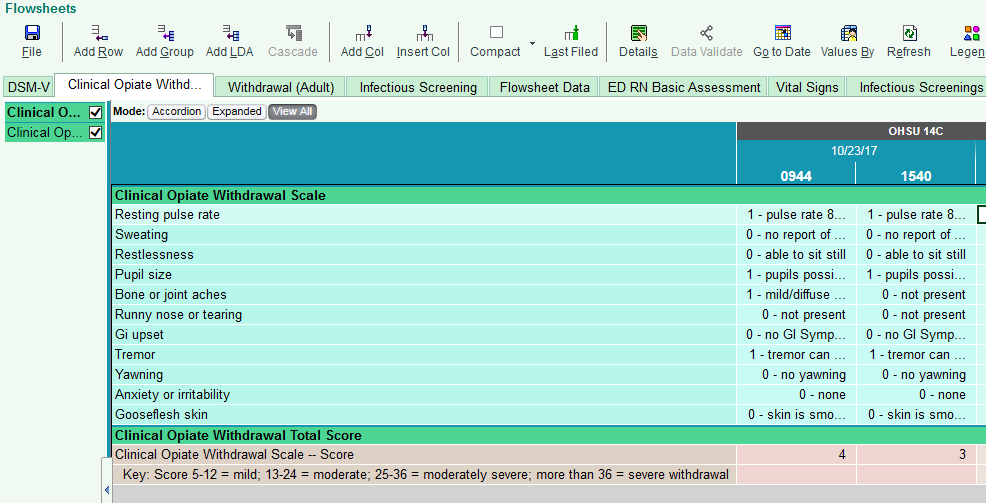 Flowsheets
File Add Row Add Group Add LDA Cascade Add Col Insert Col Compact Last Filed Details Data Validate Go to Date Values By Refresh Legen
DSM-V Clinical Opiate Withd... Withdrawal (Adult) Infectious Screening Flowsheet Data ED RN Basic Assessment Vital Signs Infectious Screenings
Clinical O... Mode: Accordion Expanded View All
Clinical Op... OHSU 14C
10/23/17
0944 1540
Clinical Opiate Withdrawal Scale
Resting pulse rate 1 - pulse rate 8... 1 - pulse rate 8...
Sweating 0 - no report of ... 0 - no report of ...
Restlessness 0 - able to sit still 0 - able to sit still
Pupil size 1 - pupils possi... 1 - pupils possi...
Bone or joint aches 1 - mild/diffuse ... 0 - not present
Runny nose or tearing 0 - not present 0 - not present
Gi upset 0 - no GI Symp... 0 - no GI Symp...
Tremor 1 - tremor can ... 1 - tremor can ...
Yawning 0 - no yawning 0 - no yawning
Anxiety or irritability 0 - none 0 - none
Gooseflesh skin 0 - skin is smo... 0 - skin is smo...
Clinical Opiate Withdrawal Total Score
Clinical Opiate Withdrawal Scale -- Score 4 3
Key: Score 5-12 = mild; 13-24 = moderate; 25-36 = moderately severe; more than 36 = severe withdrawal